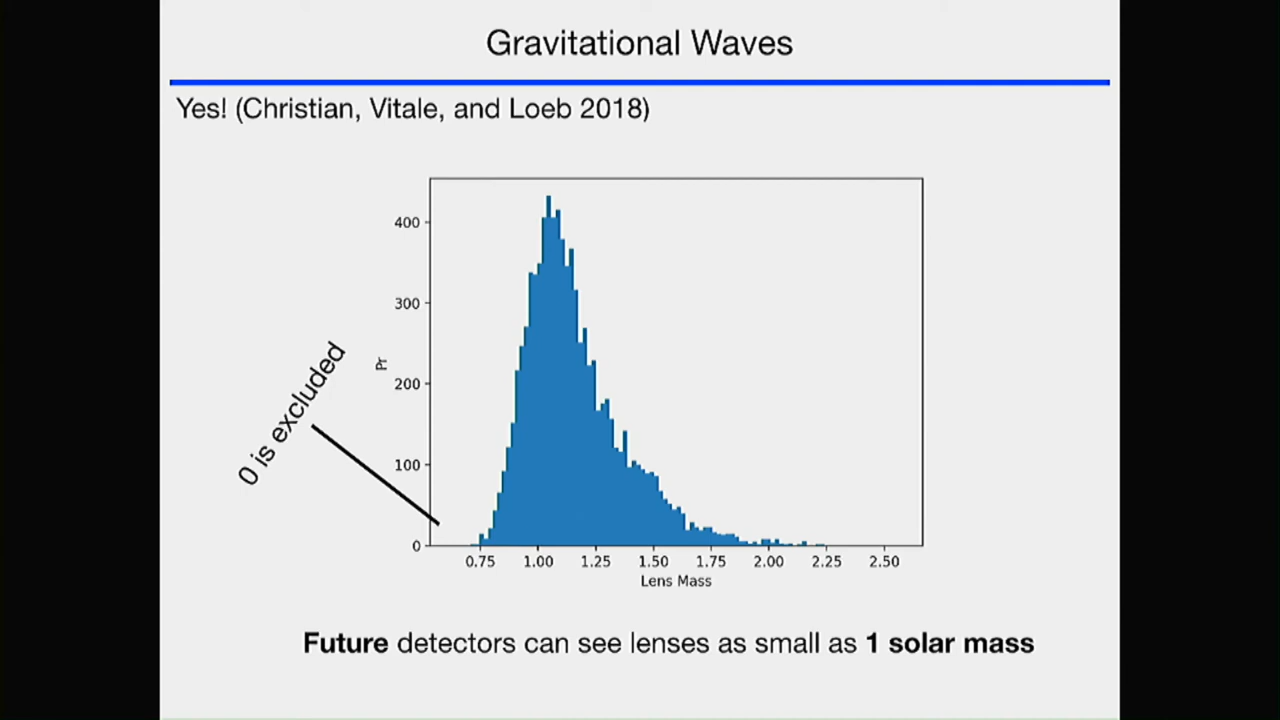 Gravitational Waves
Yes! (Christian, Vitale, and Loeb 2018)
400
300
200
100
0
Pr
0 is excluded
0.75 1.00 1.25 1.50 1.75 2.00 2.25 2.50
Lens Mass
Future detectors can see lenses as small as 1 solar mass